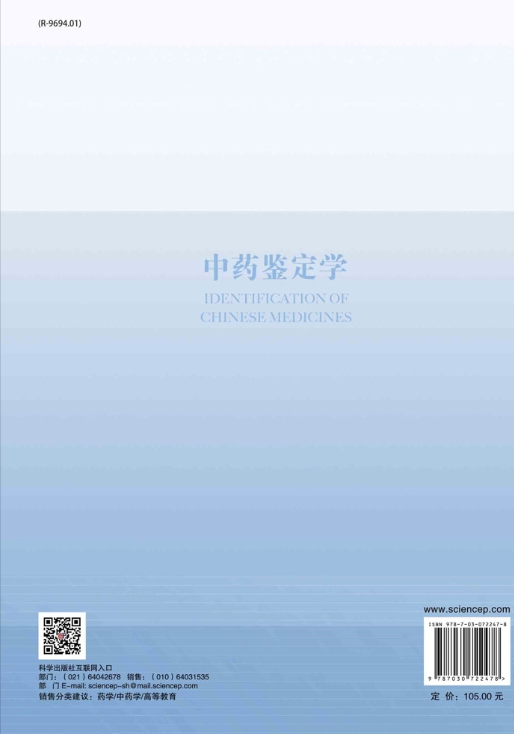 (R-9694.01)
中药鉴定学
IDENTIFICATION OF
CHINESE MEDICINES
www.sciencep.com
ISBN 978-7-03-072247-8
9 787030 722478 >
定 价：105.00 元
科学出版社互联网入口
部门：（021）64042678 销售：（010）64031535
部 门 E-mail: sciencep-sh@mail.sciencep.com
销售分类建议：药学/中药学/高等教育